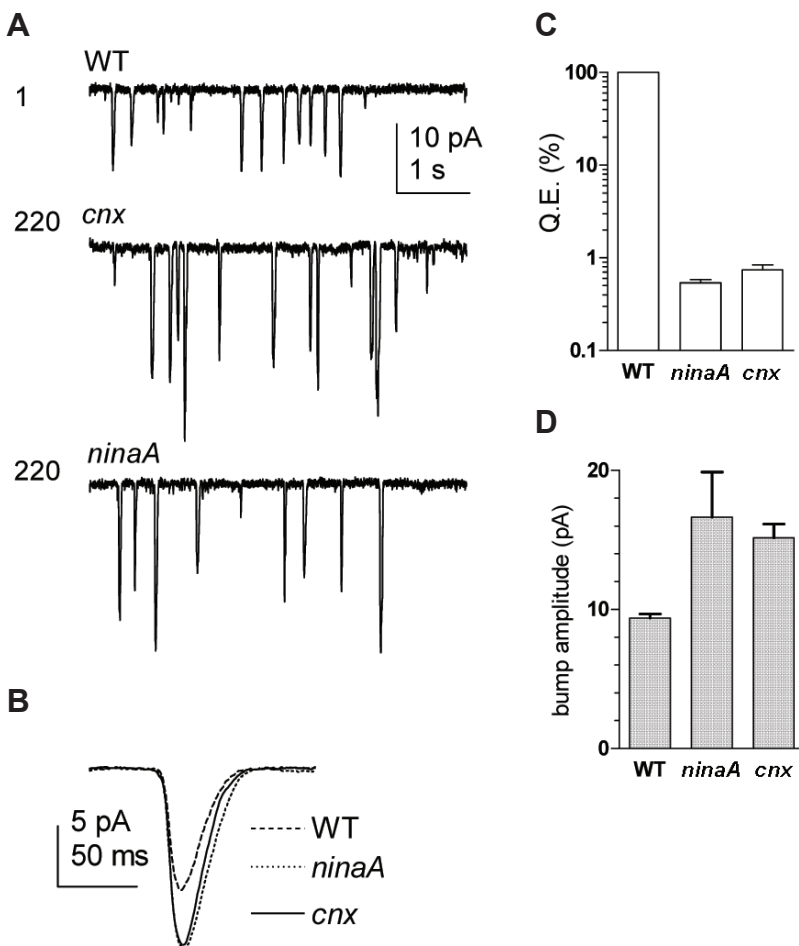 A
WT
1
10 pA
1 s
220
cnx
220
ninaA
B
5 pA
50 ms
WT
ninaA
cnx
C
Q.E. (%)
100
10
1
0.1
WT ninaA cnx
D
bump amplitude (pA)
20
10
0
WT ninaA cnx